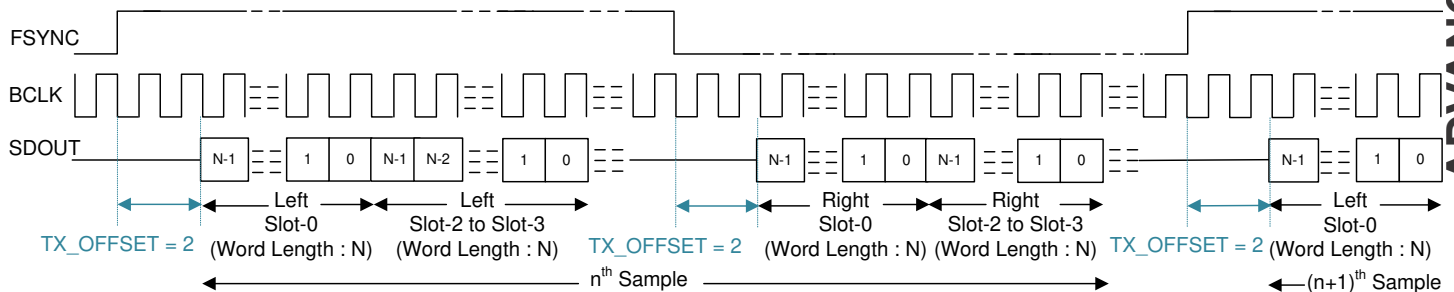 FSYNC
BCLK
SDOUT
N-1 1 0 N-1 N-2 1 0 N-1 1 0 N-1 1 0 N-1 1 0
Left Left Right Right Left
Slot-0 Slot-2 to Slot-3 Slot-0 Slot-2 to Slot-3 Slot-0
TX_OFFSET = 2 (Word Length : N) (Word Length : N) TX_OFFSET = 2 (Word Length : N) (Word Length : N) TX_OFFSET = 2 (Word Length : N)
nth Sample (n+1)th Sample